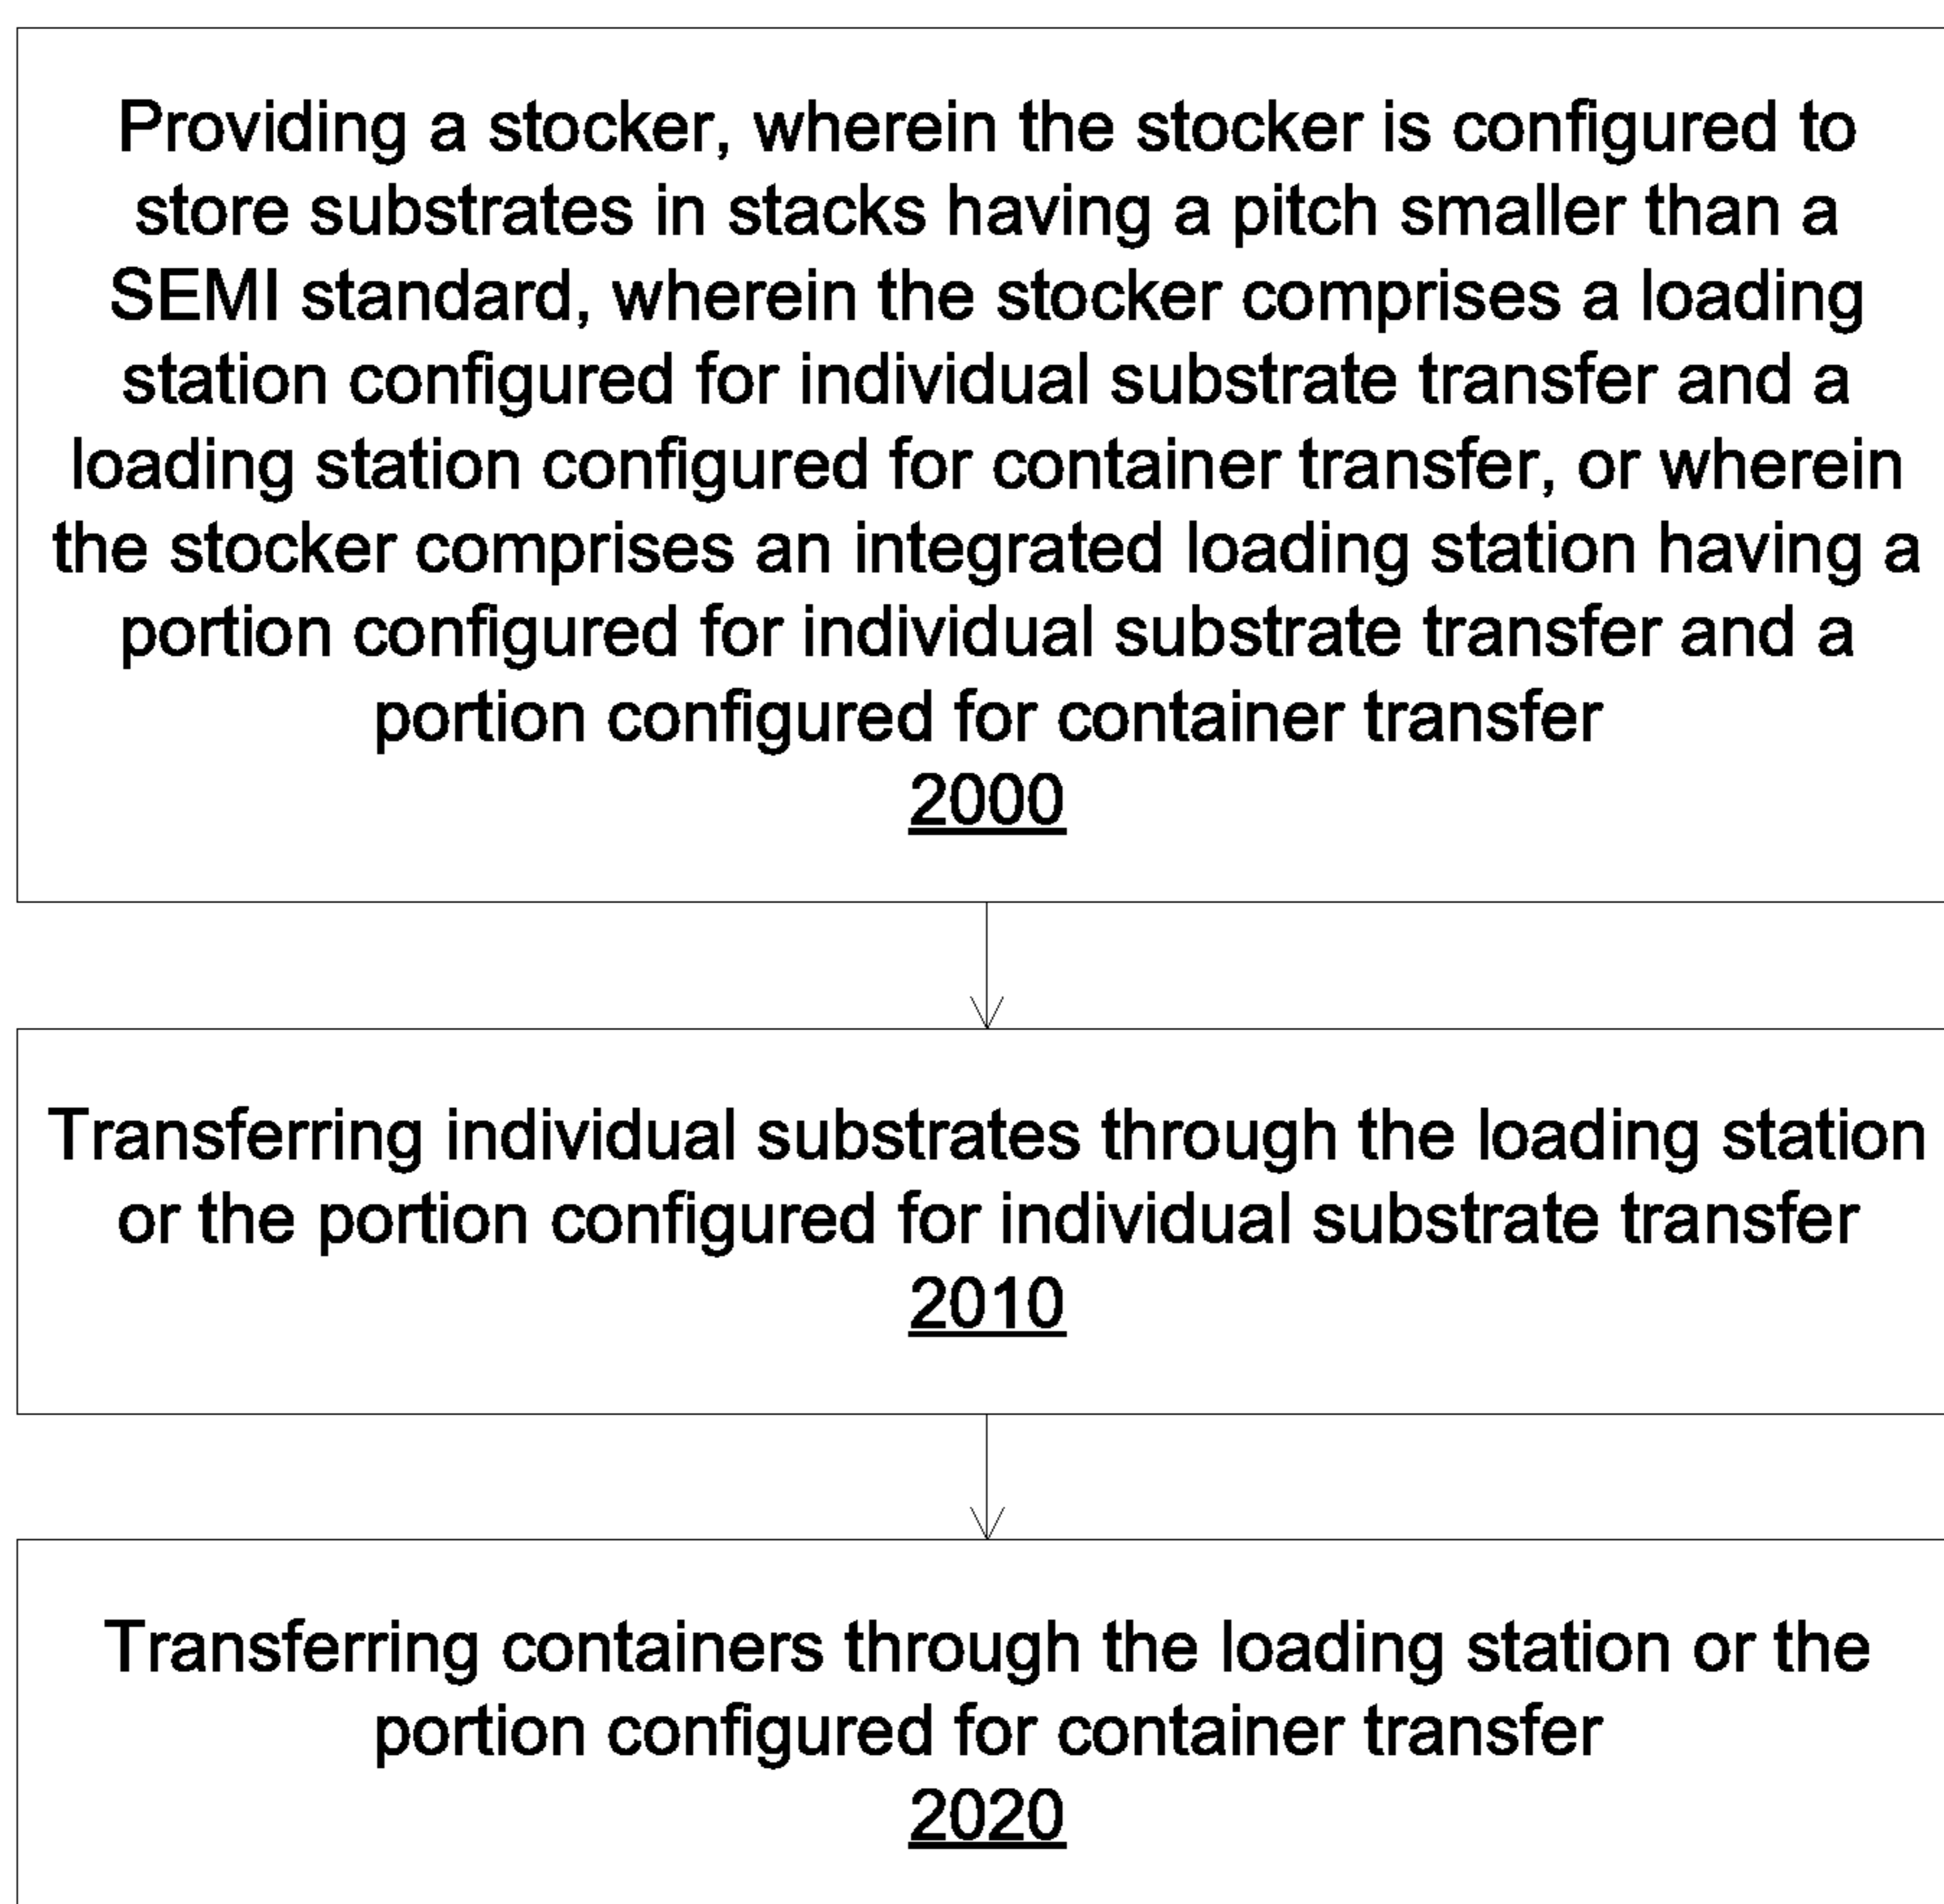 Providing a stocker, wherein the stocker is configured to
store substrates in stacks having a pitch smaller than a
SEMI standard, wherein the stocker comprises a loading
station configured for individual substrate transfer and a
loading station configured for container transfer, or wherein
the stocker comprises an integrated loading station having a
portion configured for individual substrate transfer and a
portion configured for container transfer
2000
Transferring individual substrates through the loading station
or the portion configured for individual substrate transfer
2010
Transferring containers through the loading station or the
portion configured for container transfer
2020